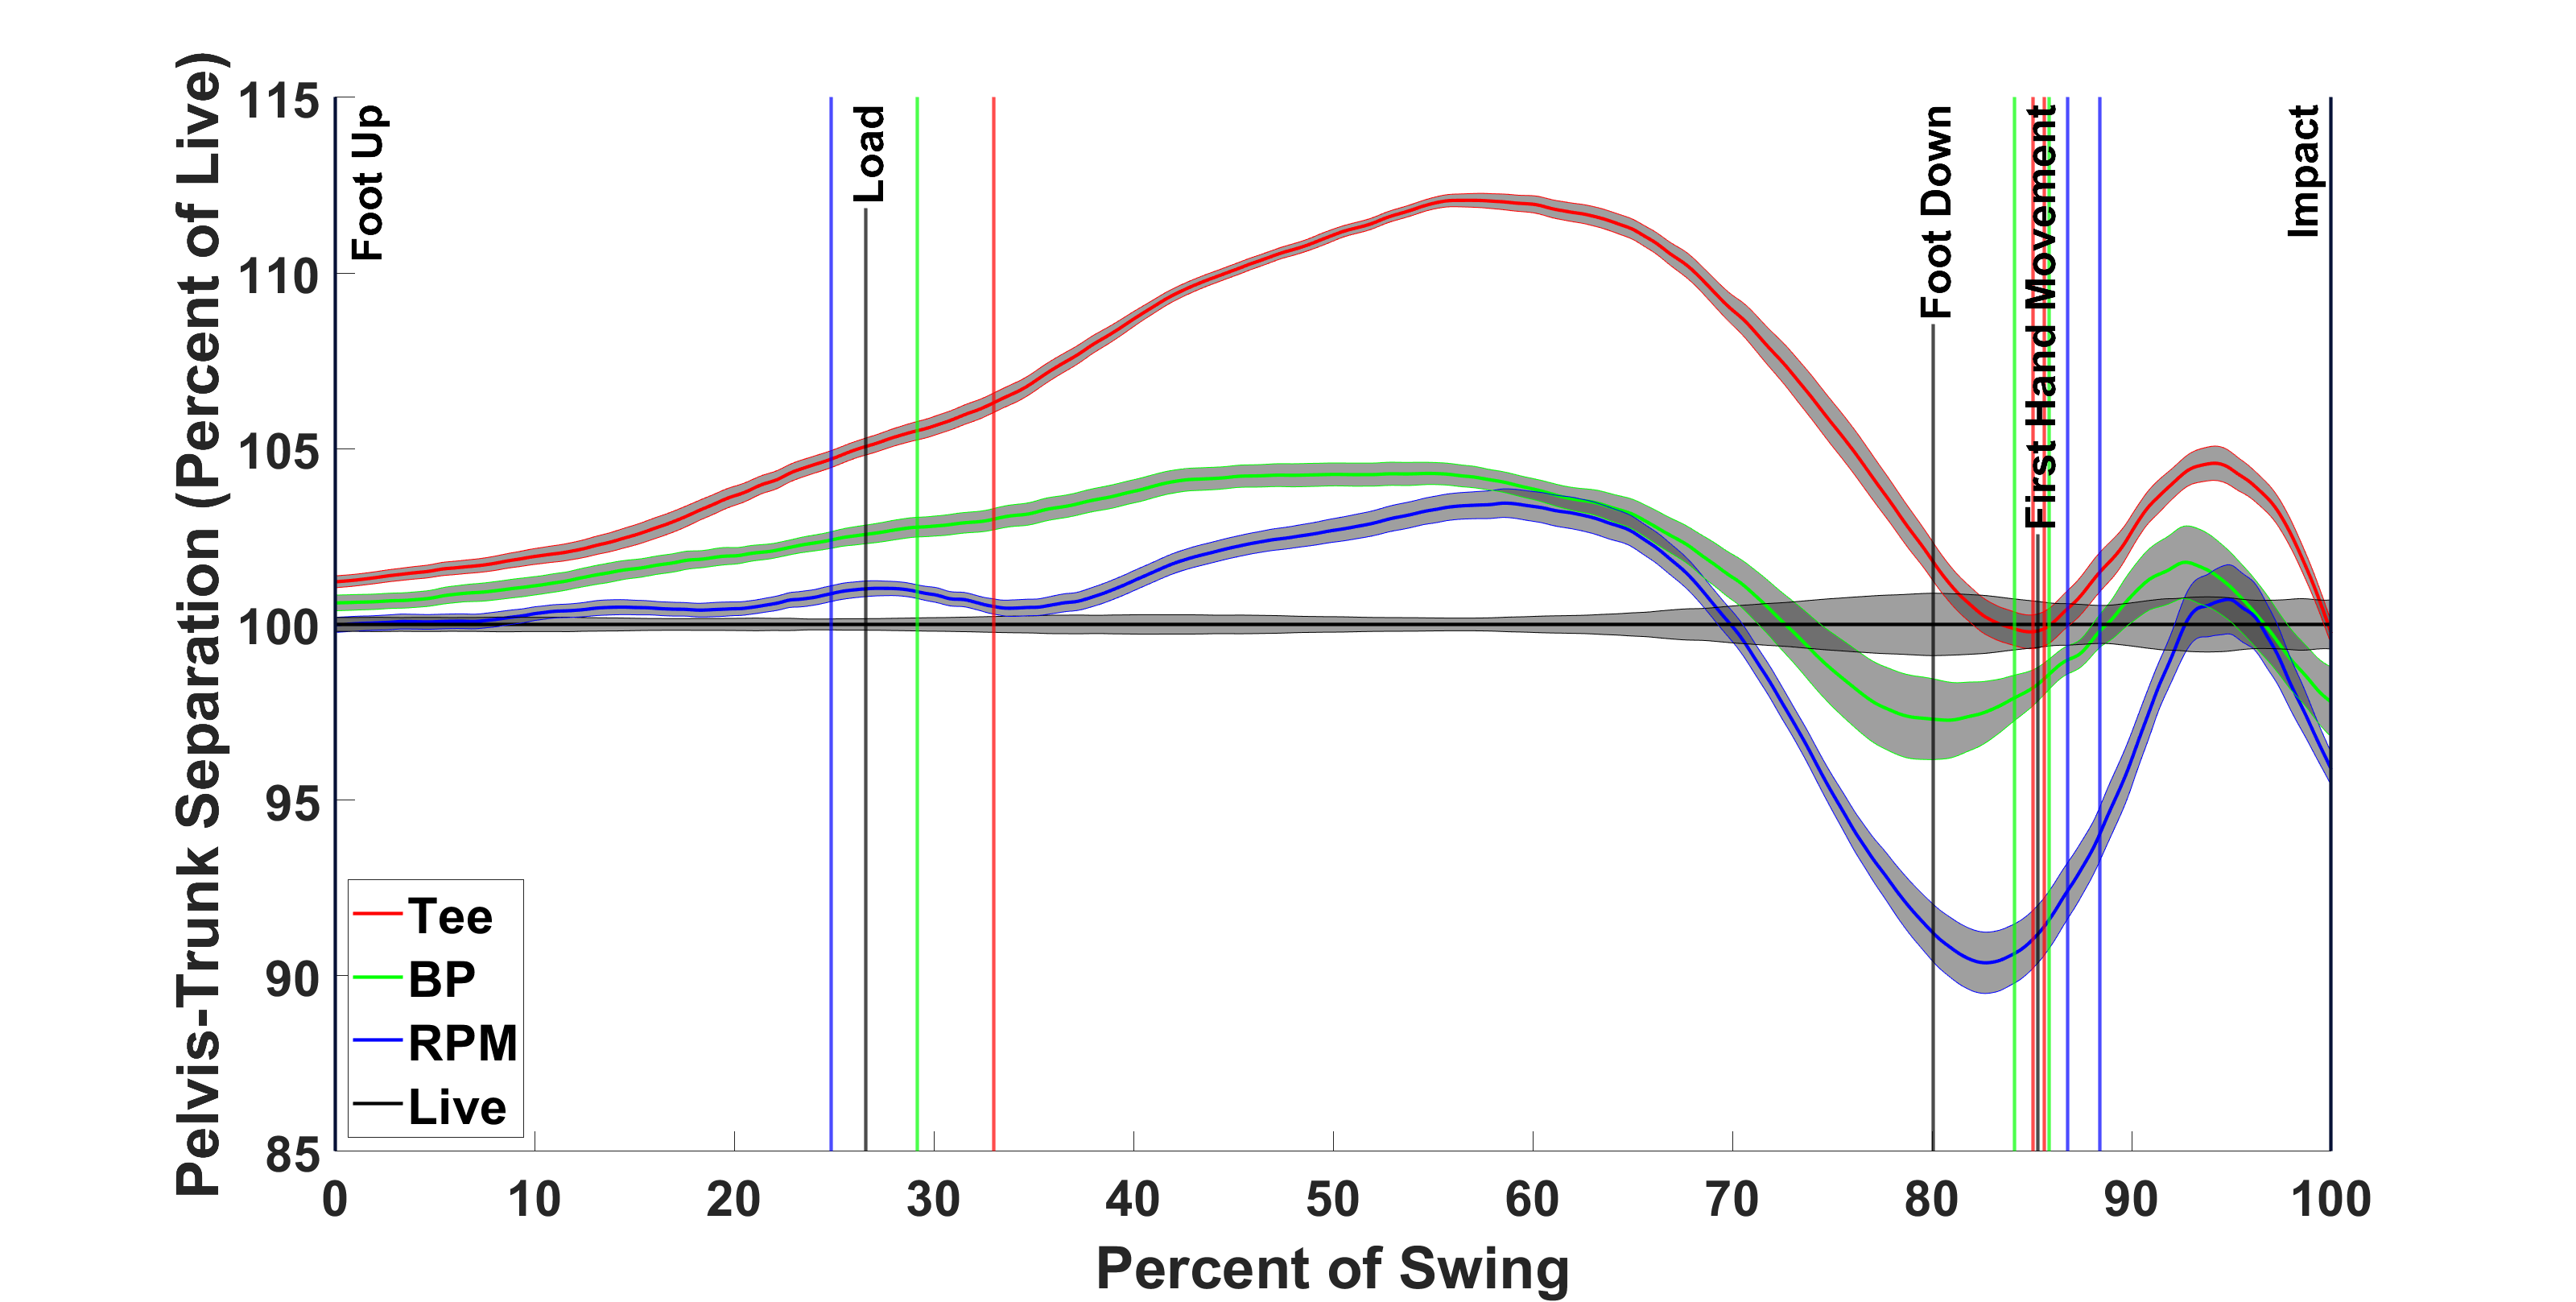 Pelvis-Trunk Separation (Percent of Live)
115
110
105
100
95
90
85
Foot Up
Load
Foot Down
First Hand Movement
Impact
Tee
BP
RPM
Live
0 10 20 30 40 50 60 70 80 90 100
Percent of Swing